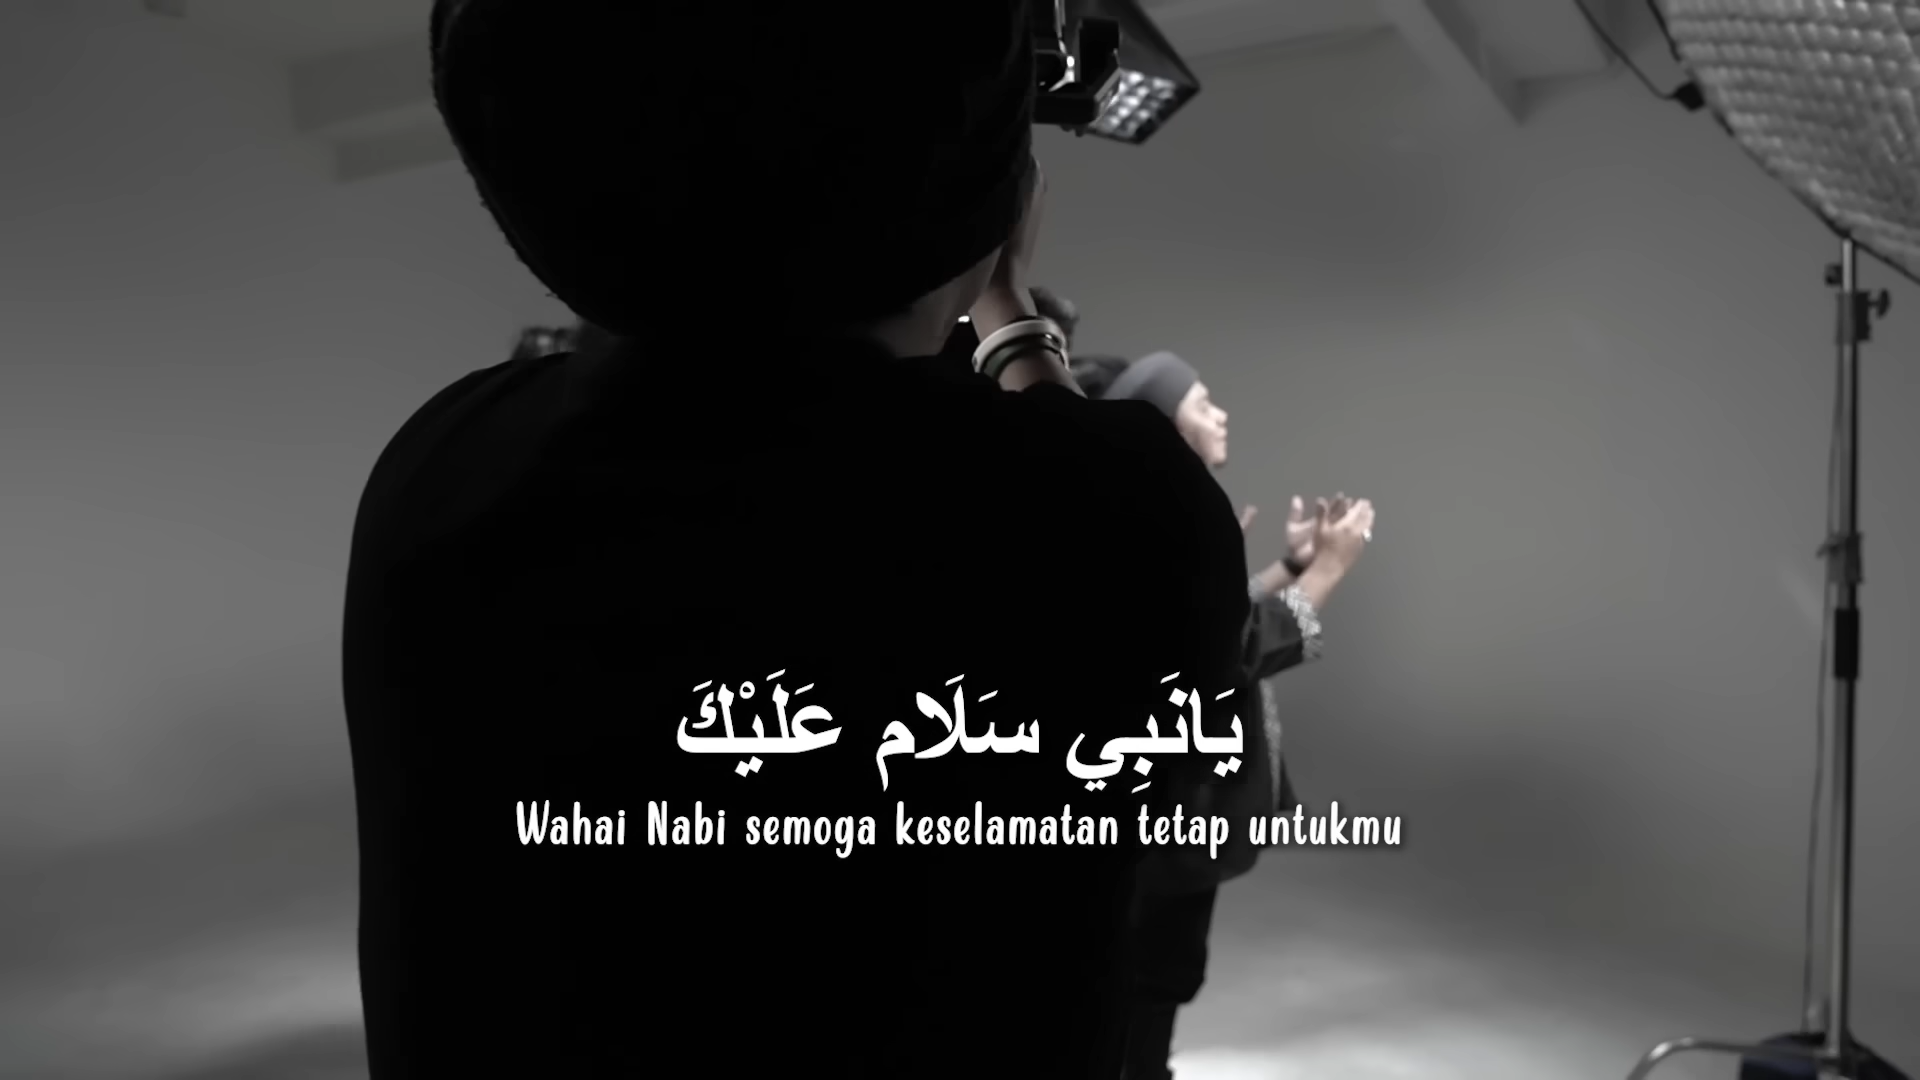 يَانَبِي سَلَام عَلَيْكَ
Wahai Nabi semoga keselamatan tetap untukmu